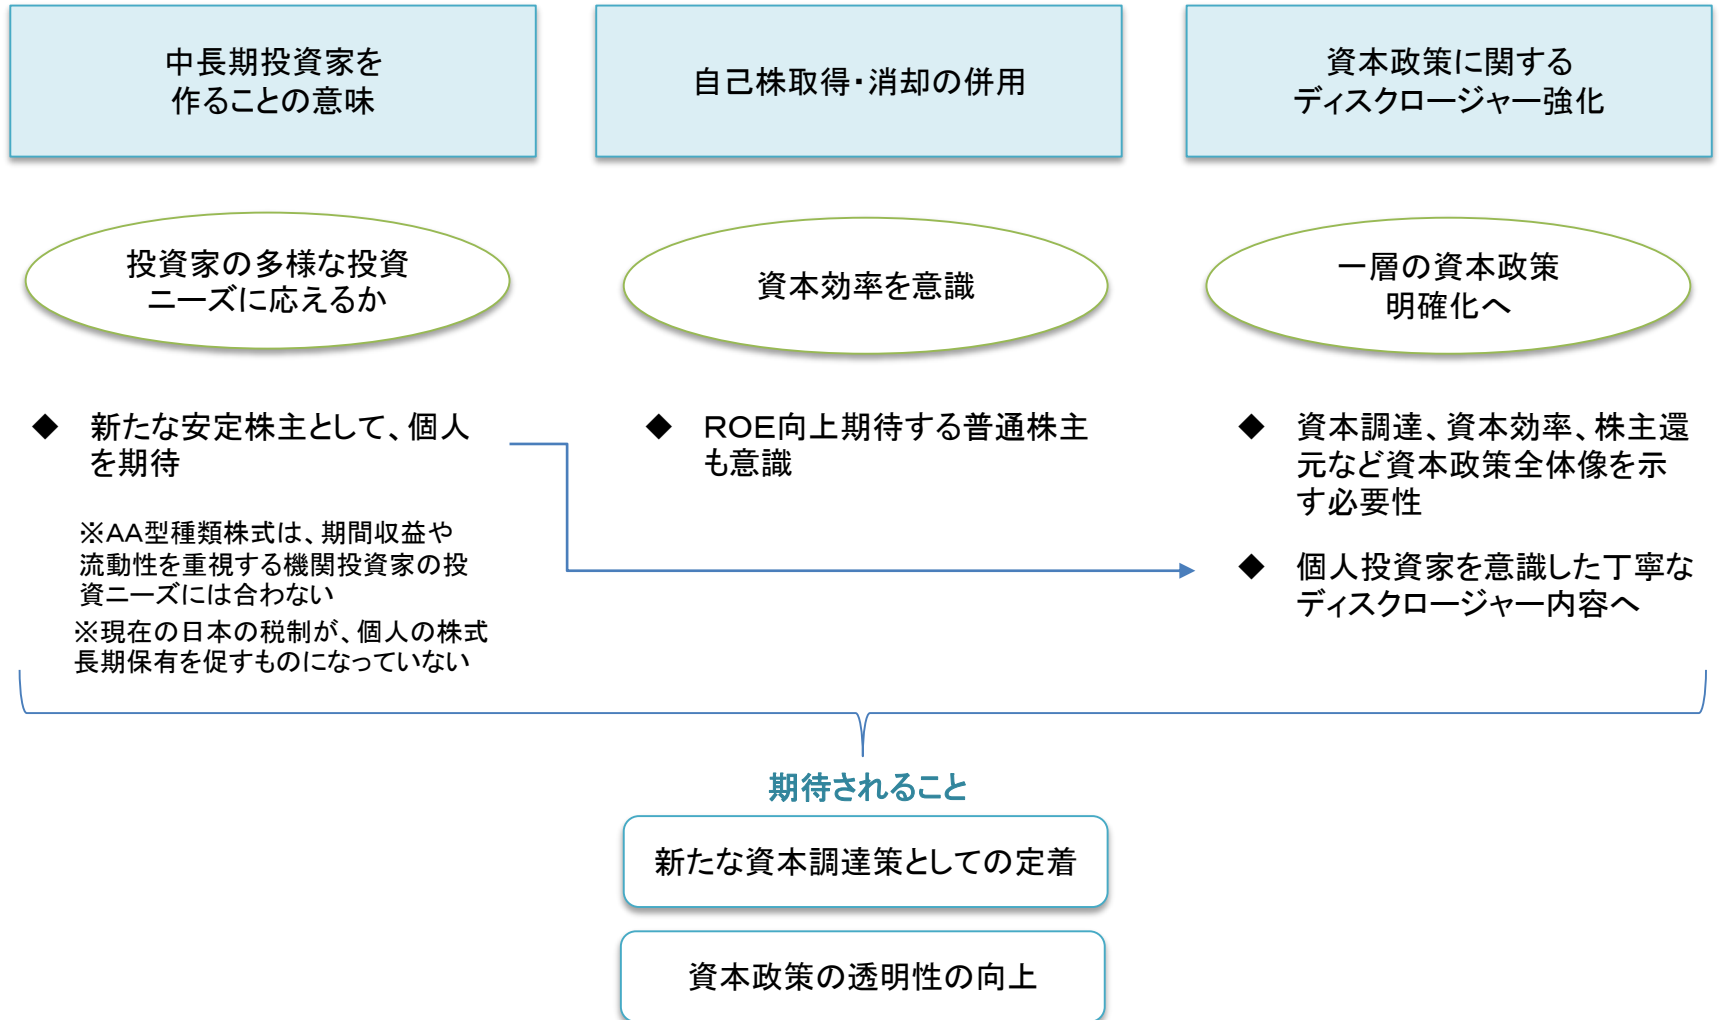 中長期投資家を
作ることの意味
自己株取得・消却の併用
資本政策に関する
ディスクロージャー強化
投資家の多様な投資
ニーズに応えるか
資本効率を意識
一層の資本政策
明確化へ
◆ 新たな安定株主として、個人
を期待
※AA型種類株式は、期間収益や
流動性を重視する機関投資家の投
資ニーズには合わない
※現在の日本の税制が、個人の株式
長期保有を促すものになっていない
◆ ROE向上期待する普通株主
も意識
◆ 資本調達、資本効率、株主還
元など資本政策全体像を示
す必要性
◆ 個人投資家を意識した丁寧な
ディスクロージャー内容へ
期待されること
新たな資本調達策としての定着
資本政策の透明性の向上